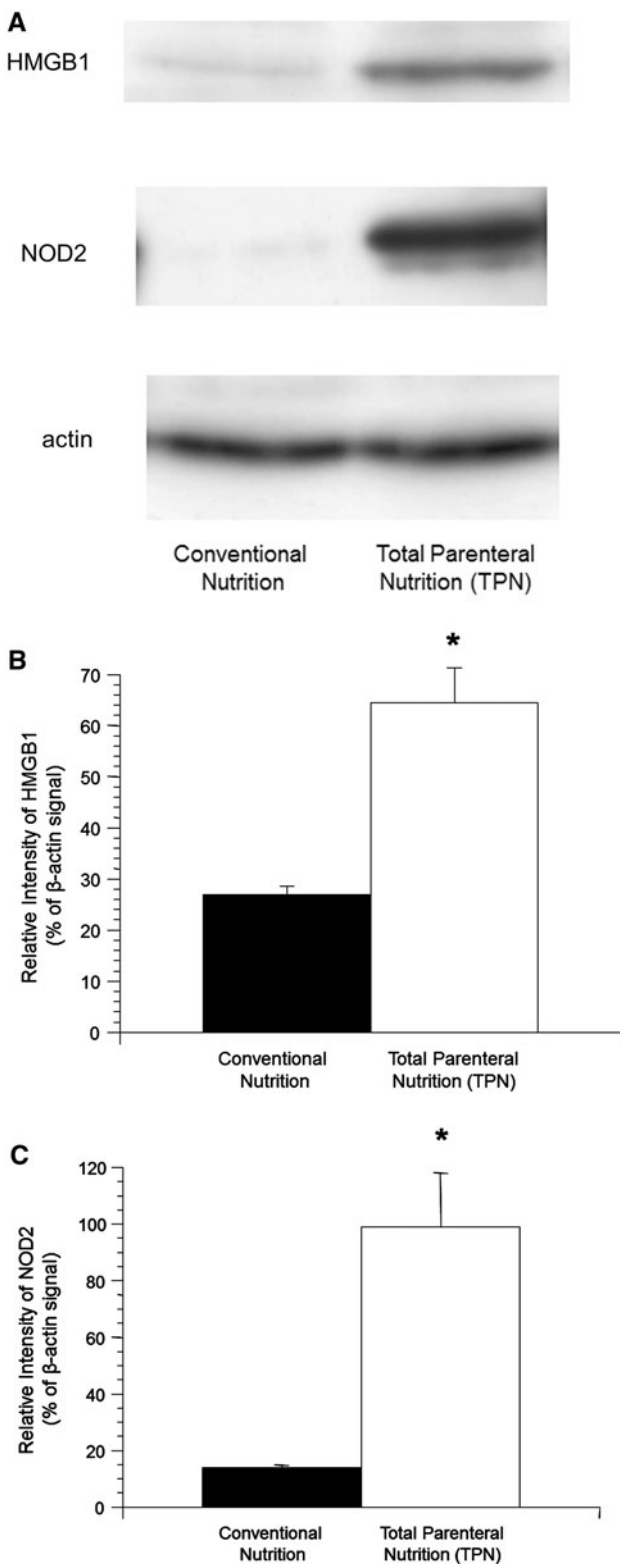 A
HMGB1
NOD2
actin
Conventional
Nutrition
Total Parenteral
Nutrition (TPN)
B
Relative Intensity of HMGB1
(% of β-actin signal)
70
60
50
40
30
20
10
0
*
Conventional
Nutrition
Total Parenteral
Nutrition (TPN)
C
Relative Intensity of NOD2
(% of β-actin signal)
120
100
80
60
40
20
0
*
Conventional
Nutrition
Total Parenteral
Nutrition (TPN)